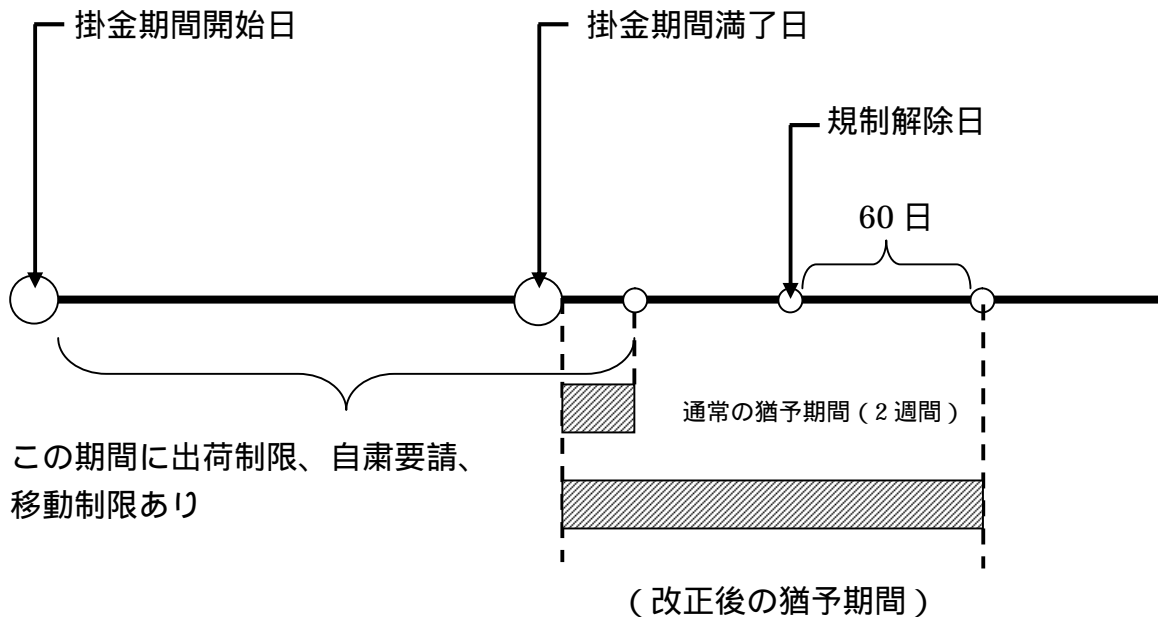 掛金期間開始日
掛金期間満了日
規制解除日
60 日
通常の猶予期間（2 週間）
この期間に出荷制限、自粛要請、
移動制限あり
（改正後の猶予期間）